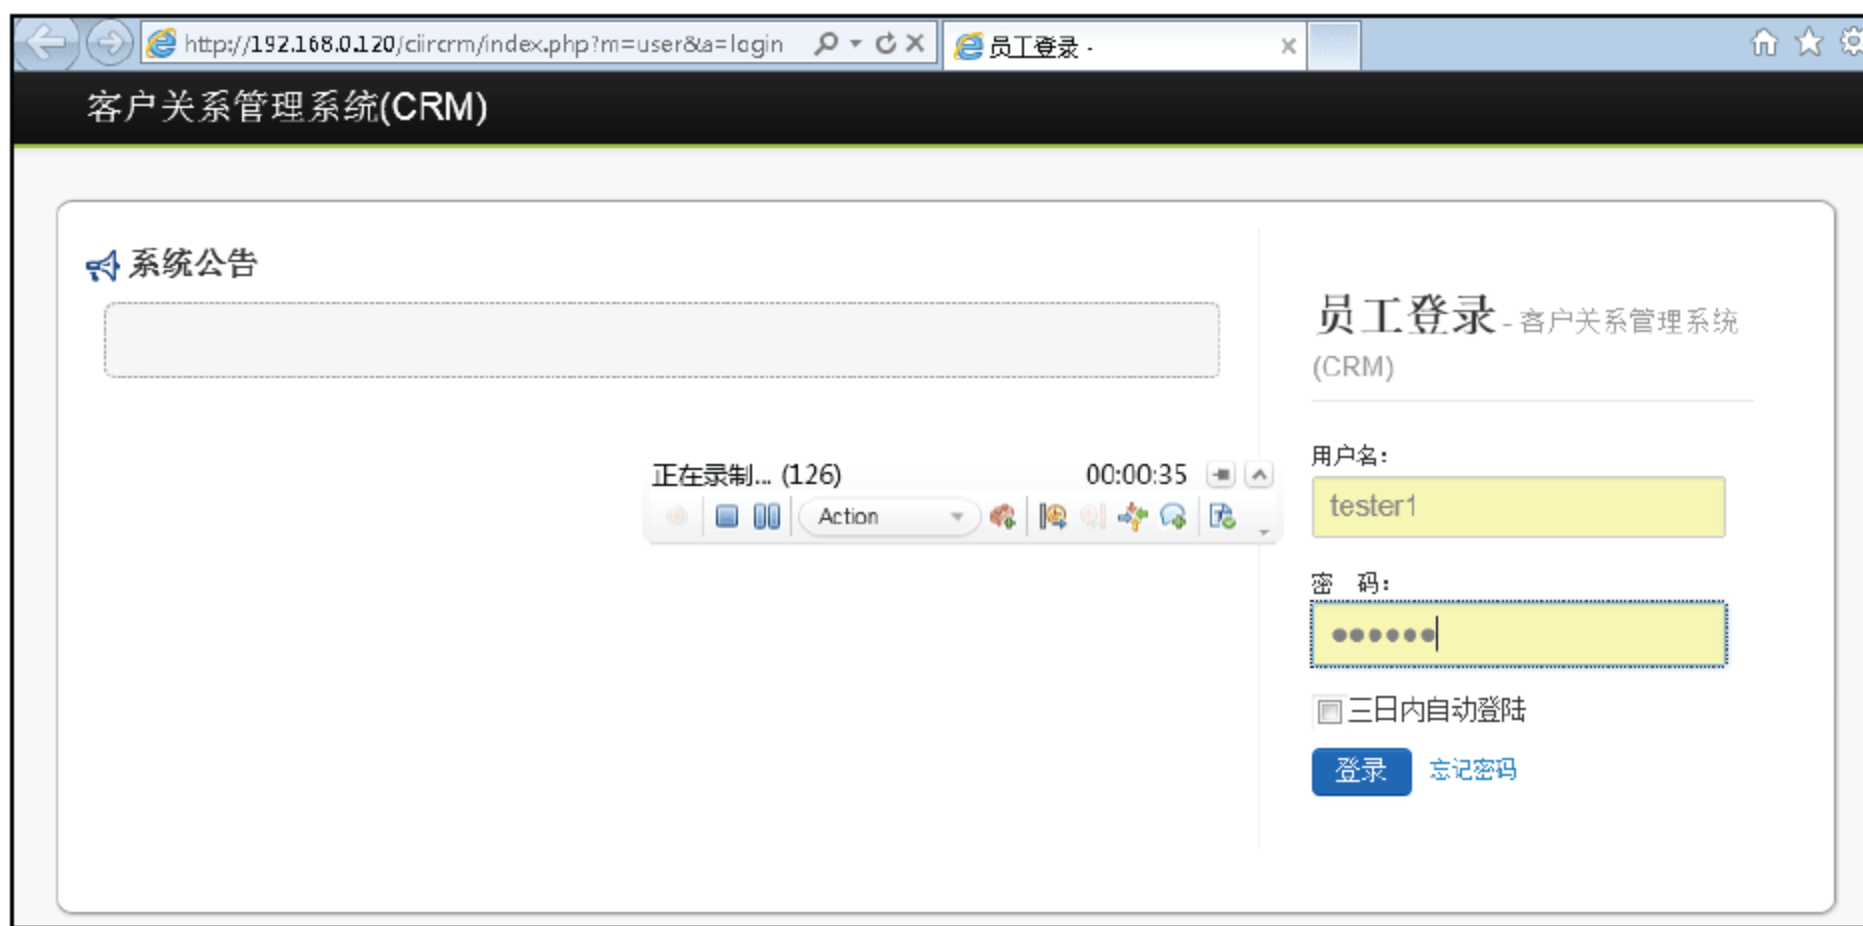 http://192.168.0.120/ciircrm/index.php?m=user&a=login
员工登录 -
客户关系管理系统(CRM)
系统公告
正在录制... (126) 00:00:35
Action
员工登录 - 客户关系管理系统
(CRM)
用户名:
tester1
密 码:
●●●●●●
三日内自动登陆
登录 忘记密码